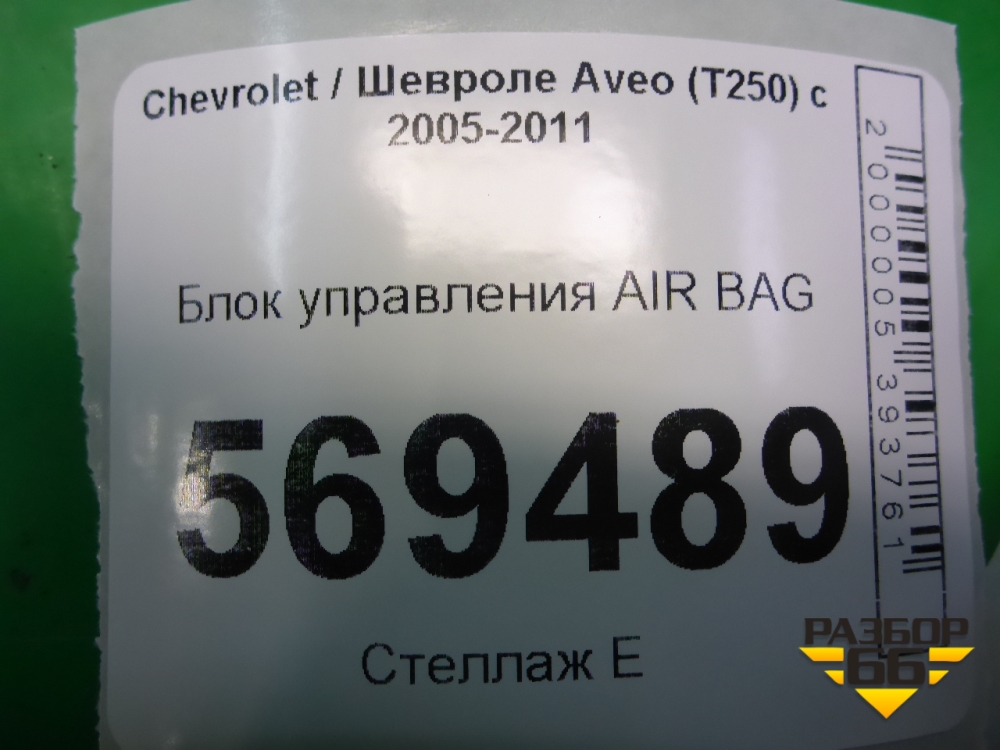 Chevrolet / Шевроле Aveo (T250) с
2005-2011
Блок управления AIR BAG
569489
Стеллаж Е
2000005393761
РАЗБОР
66